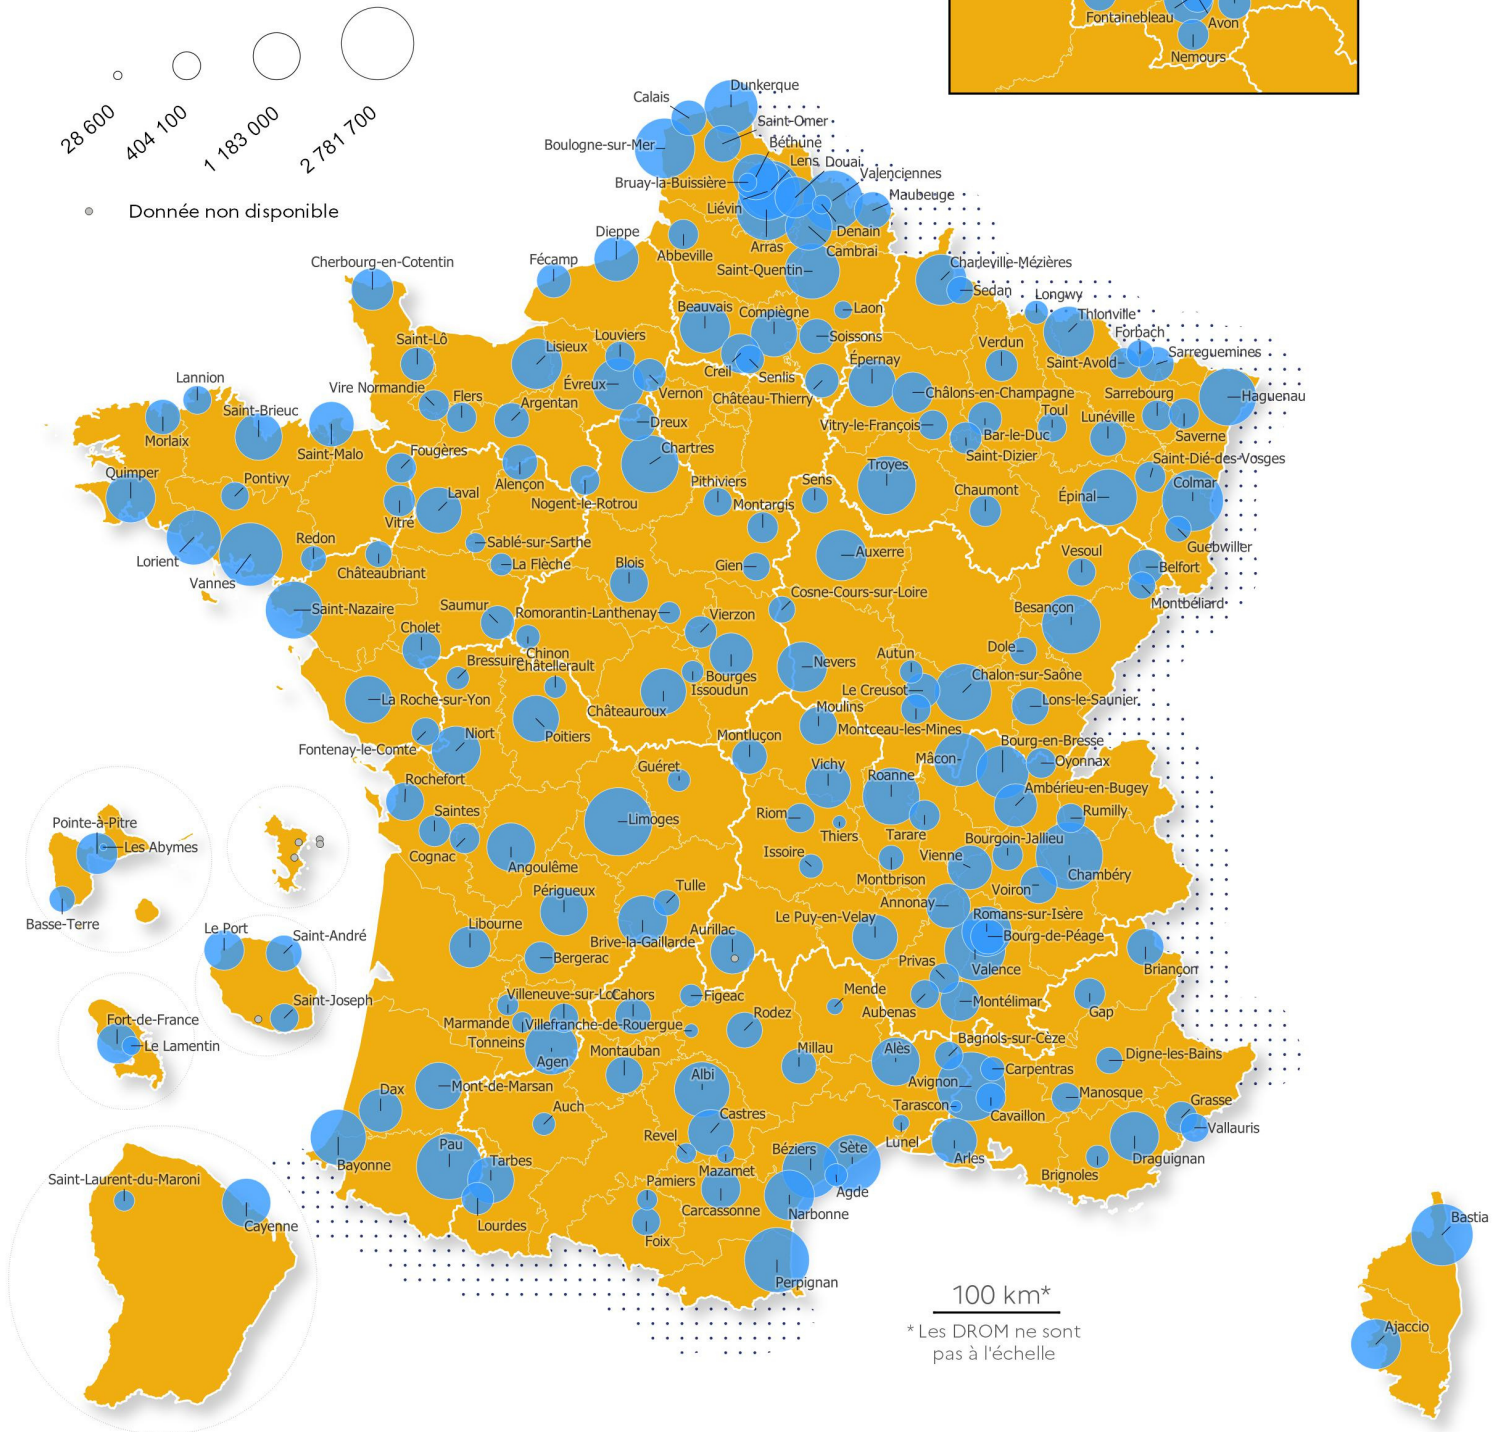 Fontainebleau
Avon
Nemours
28 600
404 100
1 183 000
2 781 700
Donnée non disponible
Dunkerque
Calais
Saint-Omer
Boulogne-sur-Mer
Béthune
Lens
Douai
Bruay-la-Buissière
Valenciennes
Maubeuge
Liévin
Denain
Arras
Cambrai
Dieppe
Abbeville
Saint-Quentin
Fécamp
Cherbourg-en-Cotentin
Charleville-Mézières
Sedan
Longwy
Beauvais
Compiègne
Laon
Thionville
Saint-Lô
Lisieux
Louviers
Soissons
Verdun
Forbach
Saint-Avold
Sarreguemines
Lannion
Vire Normandie
Flers
Évreux
Creil
Senlis
Épernay
Vernon
Château-Thierry
Châlons-en-Champagne
Sarrebourg
Haguenau
Saint-Brieuc
Argentan
Morlaix
Saint-Malo
Dreux
Vitry-le-François
Bar-le-Duc
Toul
Lunéville
Saverne
Fougères
Chartres
Saint-Dizier
Saint-Dié-des-Vosges
Quimper
Pontivy
Alençon
Troyes
Laval
Nogent-le-Rotrou
Pithiviers
Sens
Chaumont
Épinal
Colmar
Vitré
Montargis
Redon
Sablé-sur-Sarthe
Guebwiller
Lorient
Châteaubriant
La Flèche
Blois
Gien
Auxerre
Vesoul
Belfort
Vannes
Cosne-Cours-sur-Loire
Montbéliard
Saint-Nazaire
Saumur
Romorantin-Lanthenay
Vierzon
Besançon
Cholet
Chinon
Bressuire
Châtellerault
Nevers
Autun
Dole
Bourges
Issoudun
Le Creusot
Chalon-sur-Saône
La Roche-sur-Yon
Châteauroux
Moulins
Lons-le-Saunier
Fontenay-le-Comte
Niort
Poitiers
Montluçon
Montceau-les-Mines
Bourg-en-Bresse
Mâcon
Oyonnax
Rochefort
Guéret
Vichy
Roanne
Ambérieu-en-Bugey
Saintes
Limoges
Riom
Thiers
Tarare
Rumilly
Pointe-à-Pitre
Les Abymes
Cognac
Angoulême
Issoire
Montbrison
Vienne
Bourgoin-Jallieu
Voiron
Chambéry
Basse-Terre
Périgueux
Tulle
Annonay
Le Port
Saint-André
Libourne
Brive-la-Gaillarde
Aurillac
Le Puy-en-Velay
Romans-sur-Isère
Bourg-de-Péage
Bergerac
Privas
Valence
Briançon
Saint-Joseph
Villeneuve-sur-Lo
Cahors
Figeac
Mende
Aubenas
Montélimar
Gap
Fort-de-France
Le Lamentin
Marmande
Villefranche-de-Rouergue
Rodez
Tonneins
Agen
Montauban
Millau
Alès
Bagnols-sur-Cèze
Digne-les-Bains
Carpentras
Dax
Mont-de-Marsan
Albi
Avignon
Manosque
Auch
Castres
Tarascon
Cavaillon
Grasse
Vallauris
Bayonne
Pau
Tarbes
Revel
Mazamet
Béziers
Sète
Lunel
Arles
Brignoles
Draguignan
Saint-Laurent-du-Maroni
Pamiers
Agde
Cayenne
Lourdes
Carcassonne
Narbonne
Foix
Bastia
Perpignan
100 km*
* Les DROM ne sont
pas à l'échelle
Ajaccio